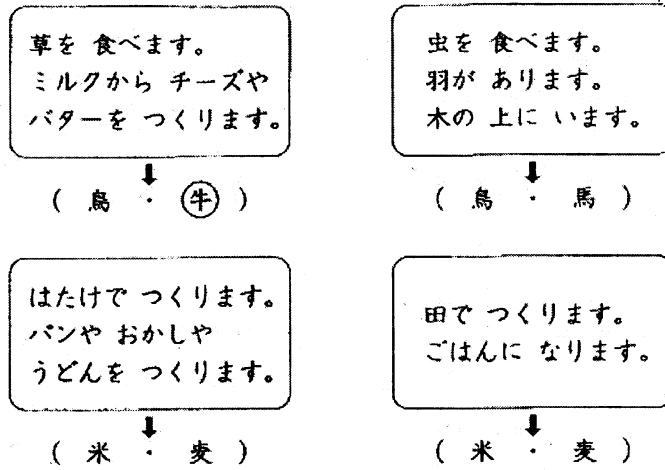 草を 食べます。
ミルクから チーズや
バターを つくります。
( 鳥 ・ 牛 )
虫を 食べます。
羽が あります。
木の 上に います。
( 鳥 ・ 馬 )
はたけで つくります。
パンや おかしや
うどんを つくります。
( 米 ・ 麦 )
田で つくります。
ごはんに なります。
( 米 ・ 麦 )